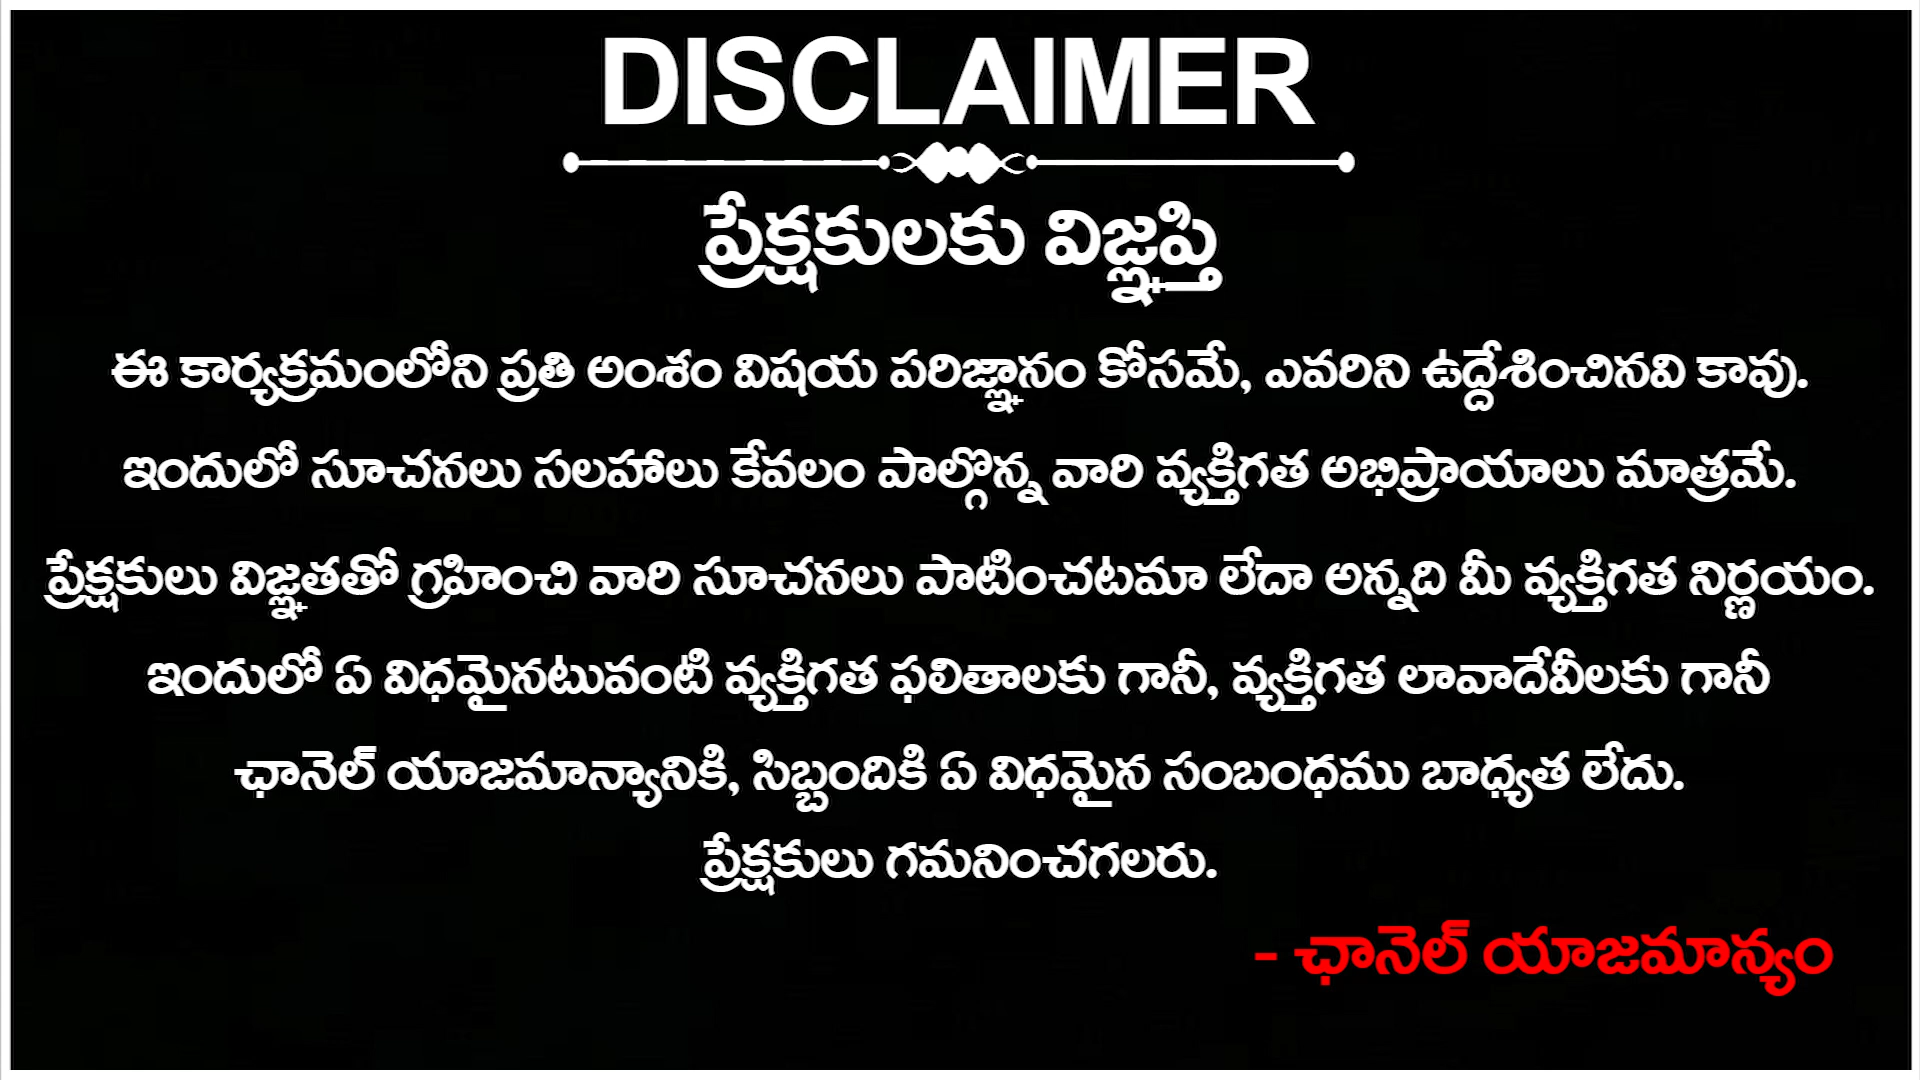 DISCLAIMER
ప్రేక్షకులకు విజ్ఞప్తి
ఈ కార్యక్రమంలోని ప్రతి అంశం విషయ పరిజ్ఞానం కోసమే, ఎవరిని ఉద్దేశించినవి కావు.
ఇందులో సూచనలు సలహాలు కేవలం పాల్గొన్న వారి వ్యక్తిగత అభిప్రాయాలు మాత్రమే.
ప్రేక్షకులు విజ్ఞతతో గ్రహించి వారి సూచనలు పాటించటమా లేదా అన్నది మీ వ్యక్తిగత నిర్ణయం.
ఇందులో ఏ విధమైనటువంటి వ్యక్తిగత ఫలితాలకు గానీ, వ్యక్తిగత లావాదేవీలకు గానీ
ఛానెల్ యాజమాన్యానికి, సిబ్బందికి ఏ విధమైన సంబంధము బాధ్యత లేదు.
ప్రేక్షకులు గమనించగలరు.
- ఛానెల్ యాజమాన్యం